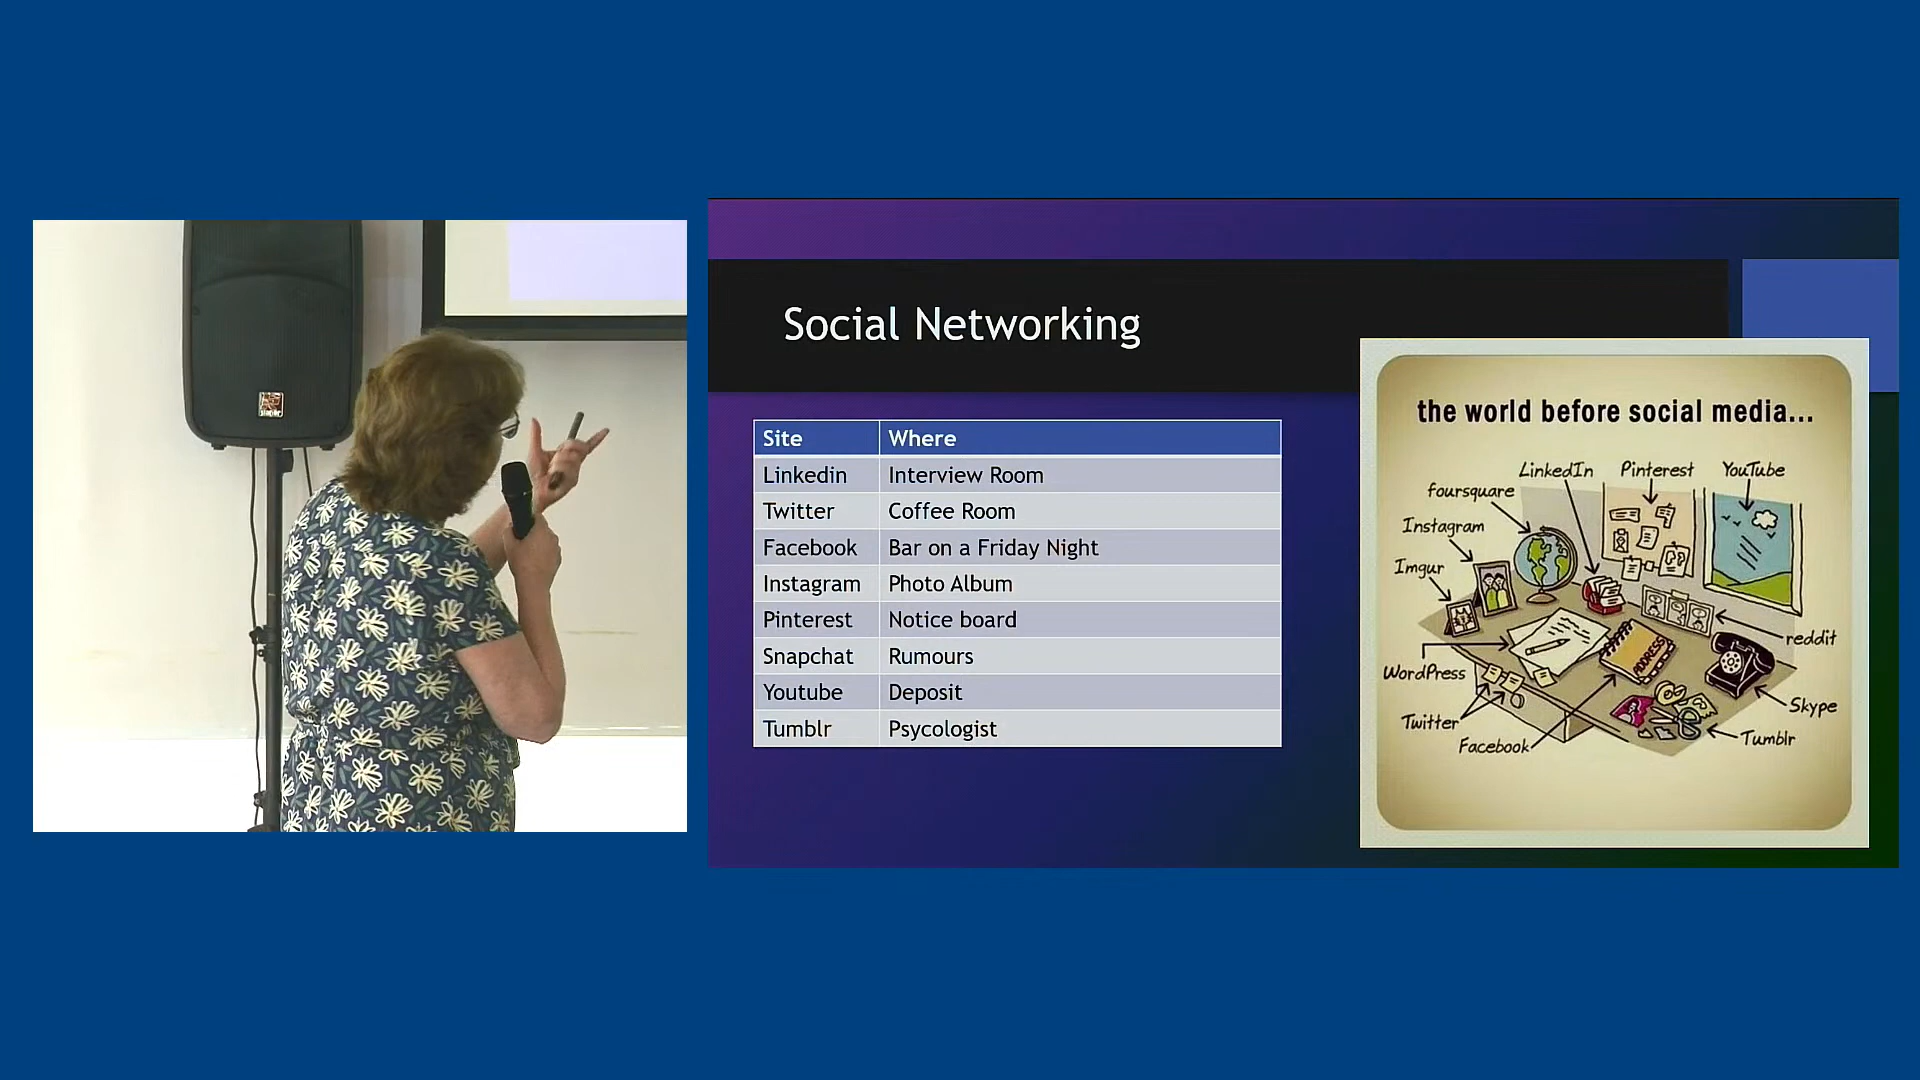 Social Networking
Site Where
Linkedin Interview Room
Twitter Coffee Room
Facebook Bar on a Friday Night
Instagram Photo Album
Pinterest Notice board
Snapchat Rumours
Youtube Deposit
Tumblr Psycologist
the world before social media...
LinkedIn Pinterest YouTube
foursquare
Instagram
Imgur
reddit
ADDRESS
WordPress
Skype
Twitter
Tumblr
Facebook